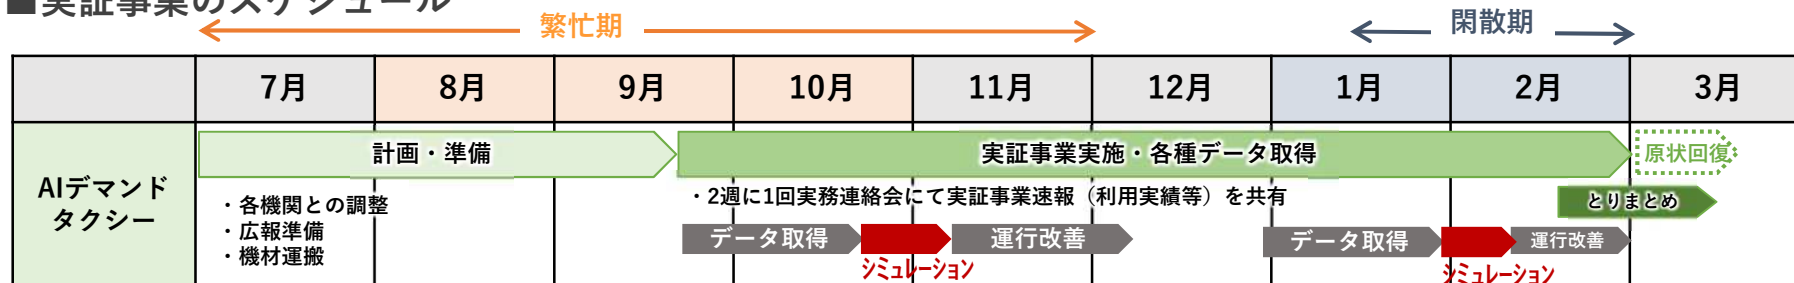 ■実証事業のスケジュール
繁忙期
閑散期
7月
8月
9月
10月
11月
12月
1月
2月
3月
AIデマンド
タクシー
計画・準備
・各機関との調整
・広報準備
・機材運搬
実証事業実施・各種データ取得
・2週に1回実務連絡会にて実証事業速報（利用実績等）を共有
データ取得
ｼﾐｭﾚｰｼｮﾝ
運行改善
データ取得
ｼﾐｭﾚｰｼｮﾝ
運行改善
原状回復
とりまとめ